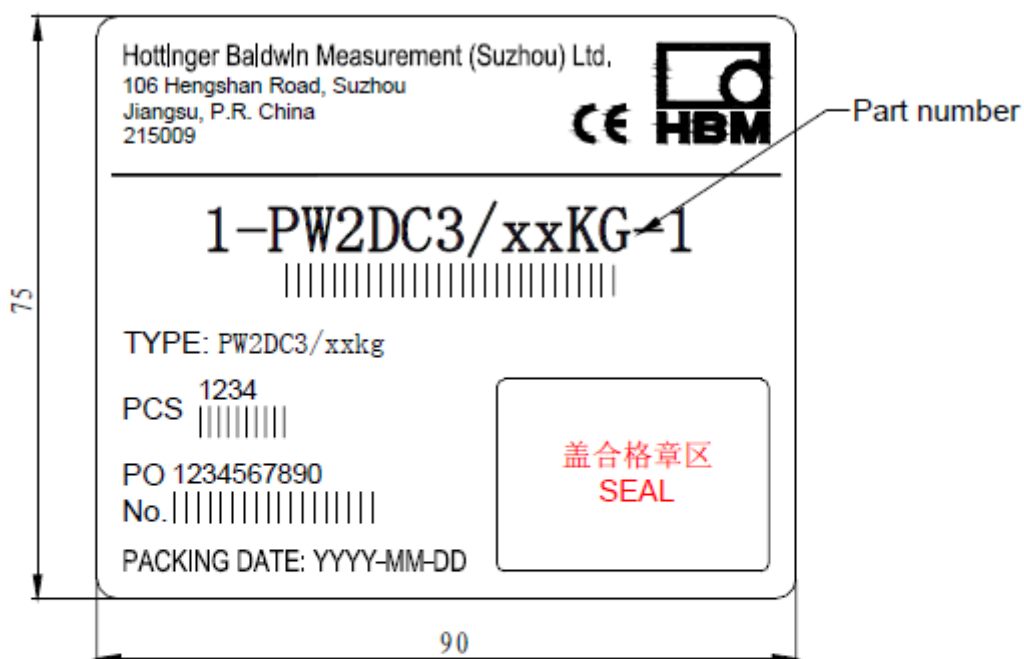 Hottinger Baldwin Measurement (Suzhou) Ltd.
106 Hengshan Road, Suzhou
Jiangsu, P.R. China
215009
CE HBM
Part number
1-PW2DC3/xxKG-1
75
TYPE: PW2DC3/xxkg
1234
PCS
盖合格章区
SEAL
PO 1234567890
No.
PACKING DATE: YYYY-MM-DD
90